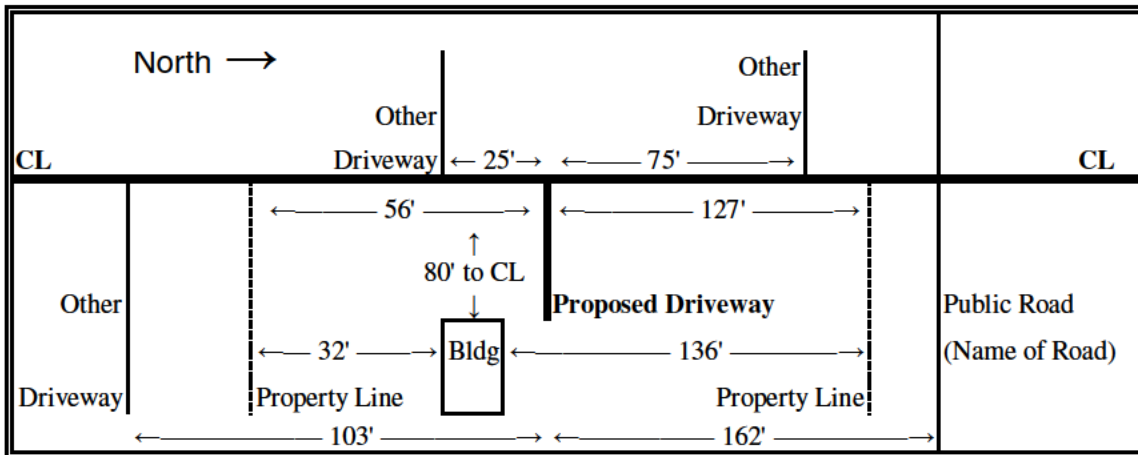 North →
Other
Other
Driveway
CL
Driveway ← 25'→ ←—— 75' ——→
CL
←—— 56' ——→ ←—— 127' ——→
↑
80' to CL
↓
Other
Proposed Driveway
Public Road
←— 32' —→ Bldg ←—— 136' ——→ (Name of Road)
Driveway
Property Line
Property Line
←—— 103' ——→ ←—— 162' ——→